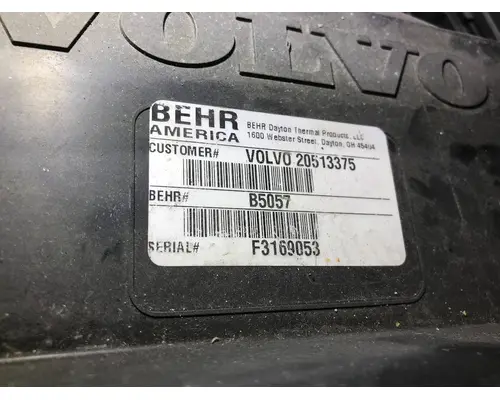 VOLVO
BEHR
AMERICA
BEHR Dayton Thermal Products, LLC
1600 Webster Street, Dayton, OH 45404
CUSTOMER# VOLVO 20513375
BEHR# B5057
SERIAL# F3169053